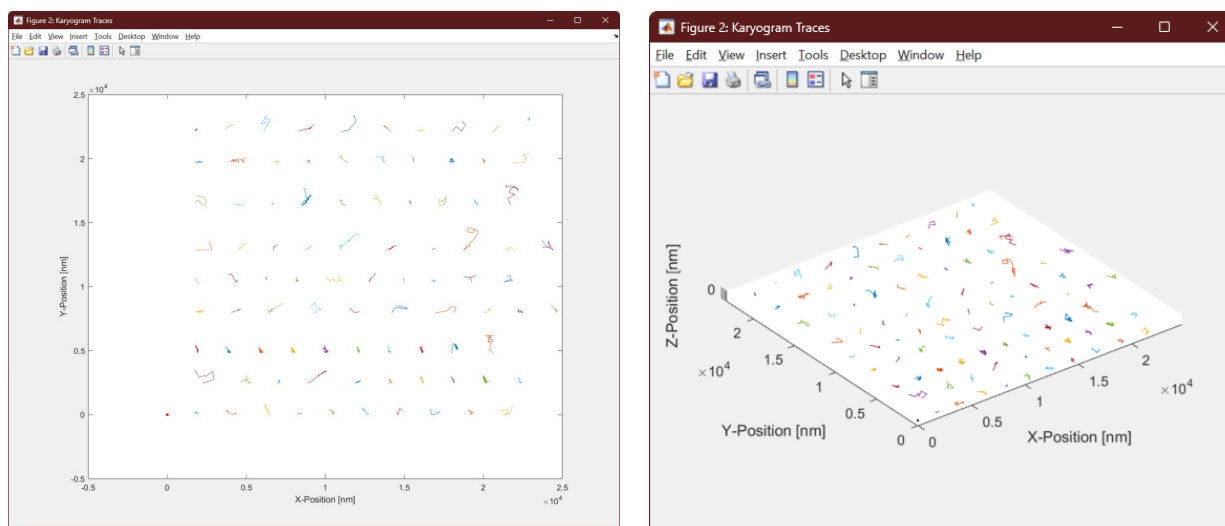 Figure 2: Karyogram Traces
File Edit View Insert Tools Desktop Window Help
×10⁴
2.5
2
1.5
1
0.5
0
-0.5
Y-Position [nm]
-0.5 0 0.5 1 1.5 2 2.5
X-Position [nm]
×10⁴
Figure 2: Karyogram Traces
File Edit View Insert Tools Desktop Window Help
Z-Position [nm]
0
2
1.5
×10⁴
1
0.5
0
Y-Position [nm]
0
0.5
1
1.5
2
×10⁴
X-Position [nm]